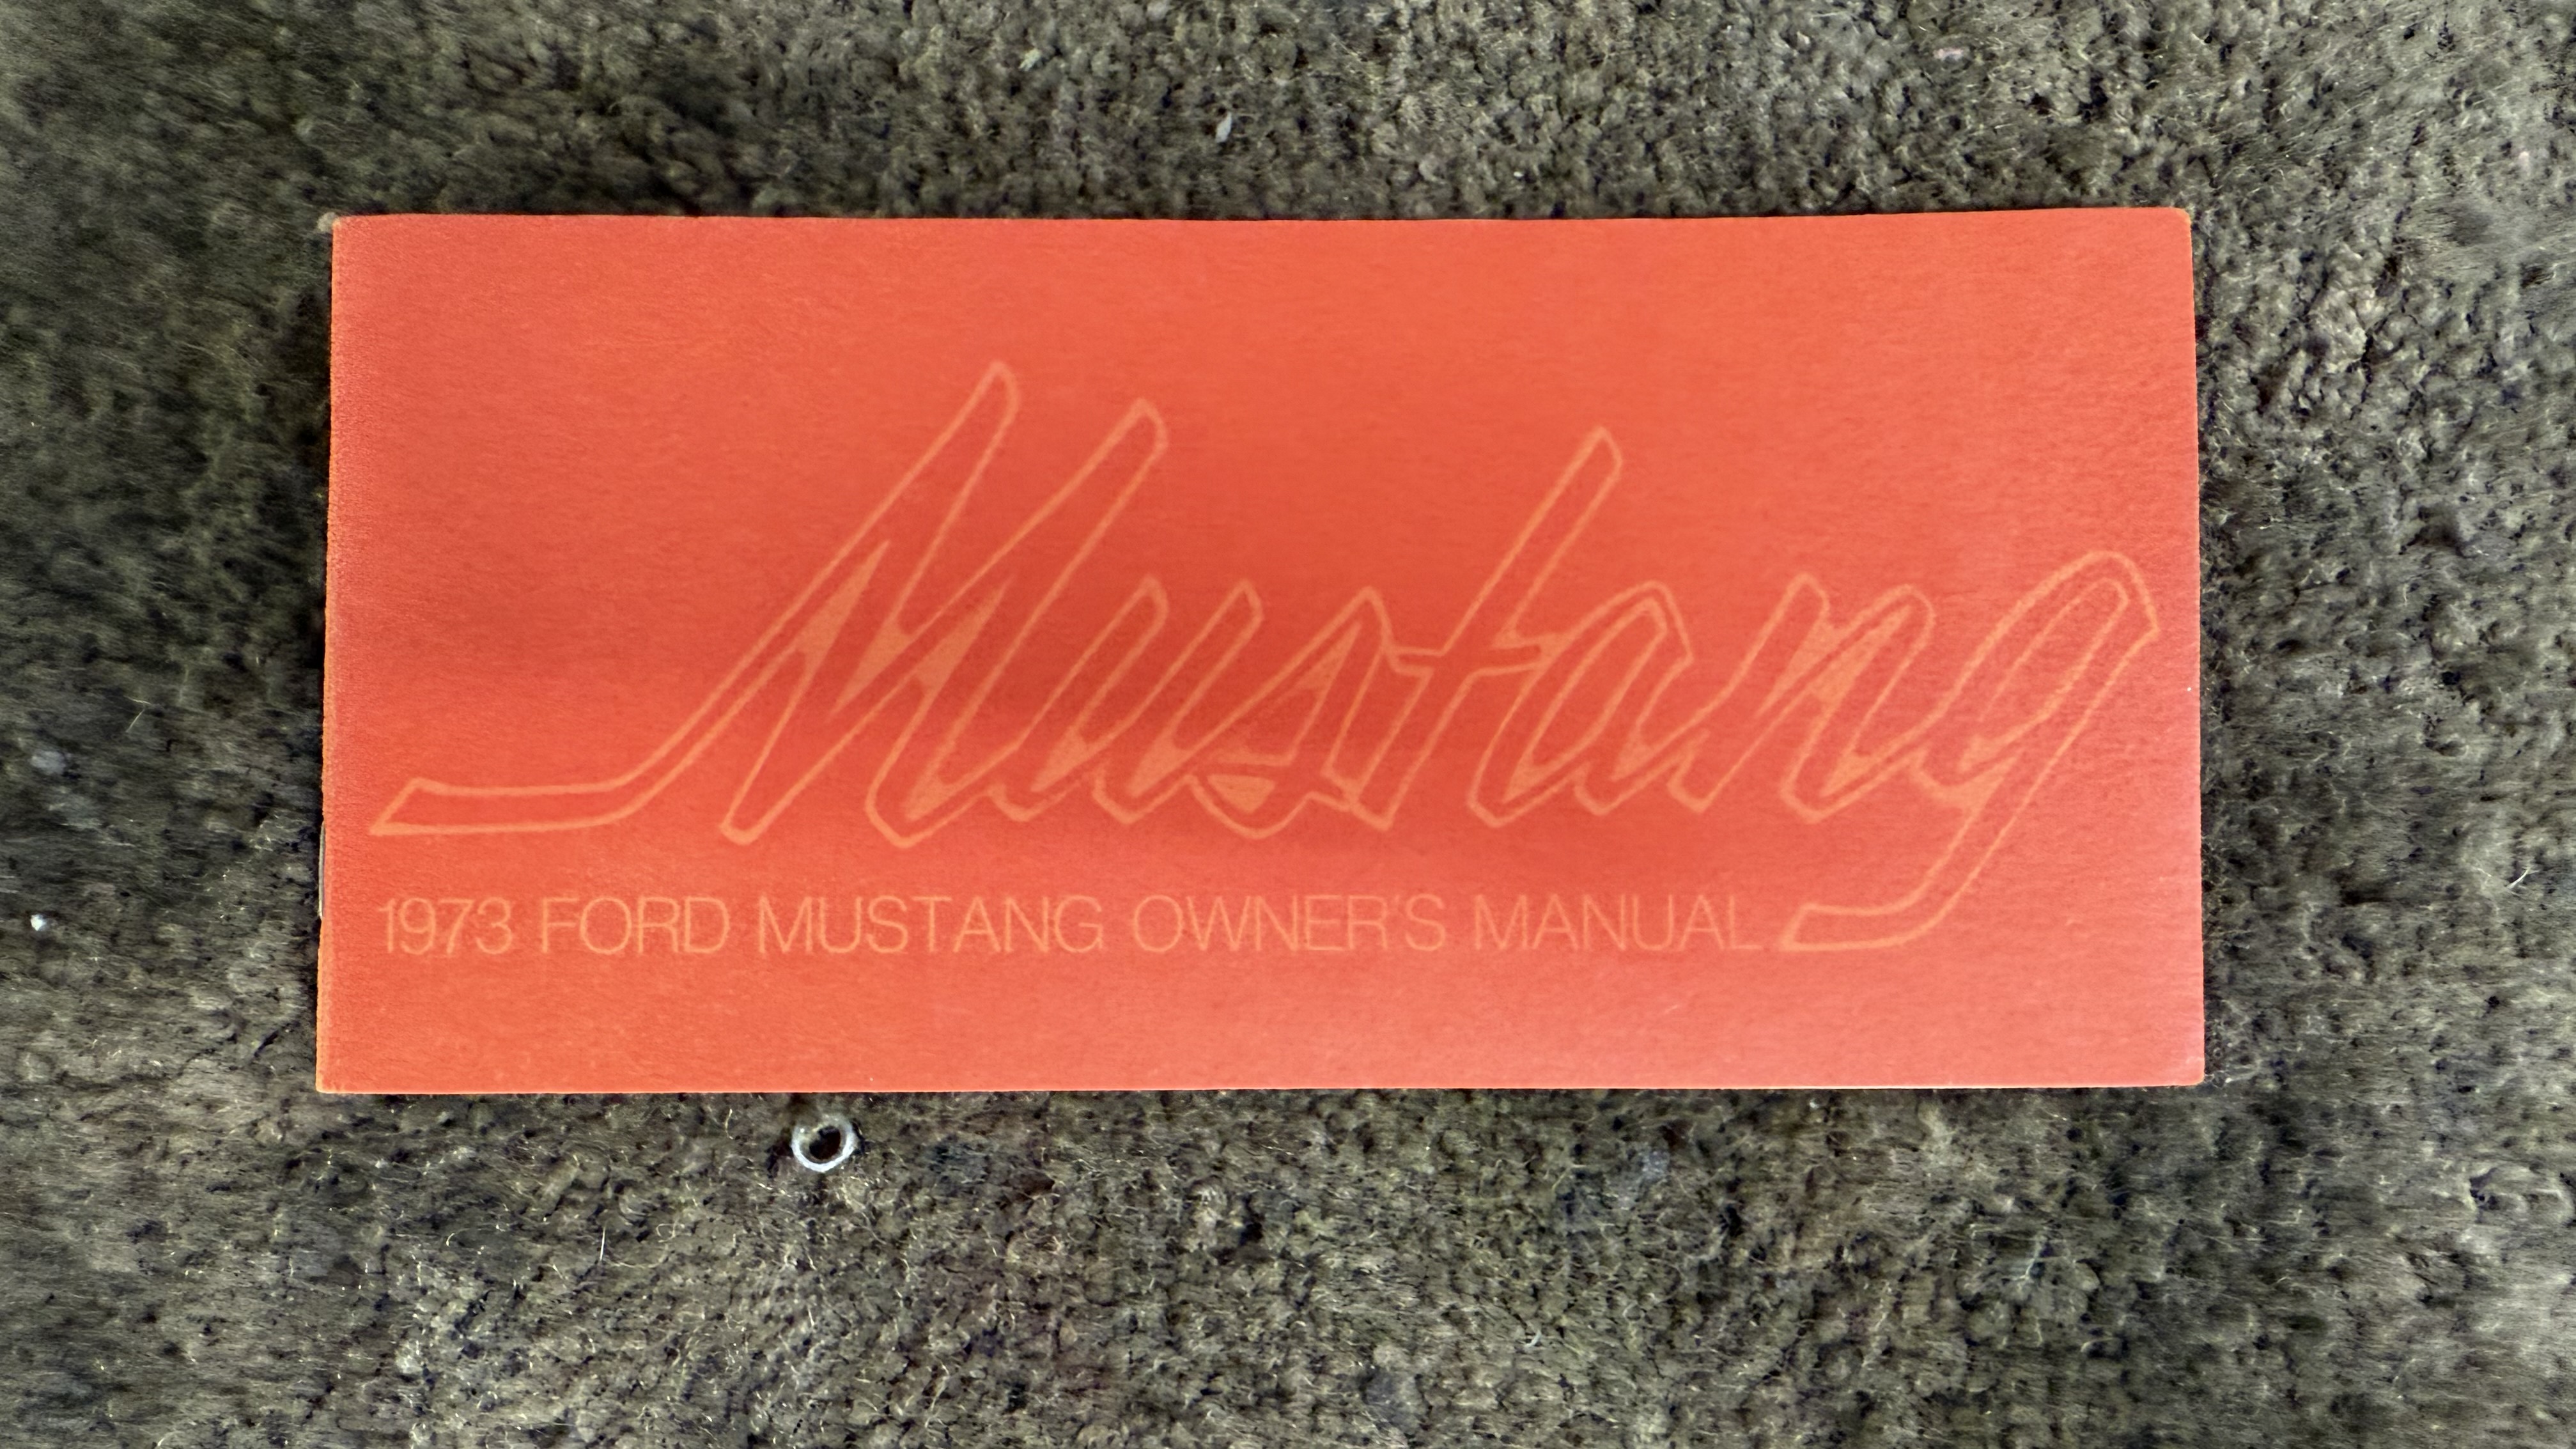 Mustang
1973 FORD MUSTANG OWNER'S MANUAL